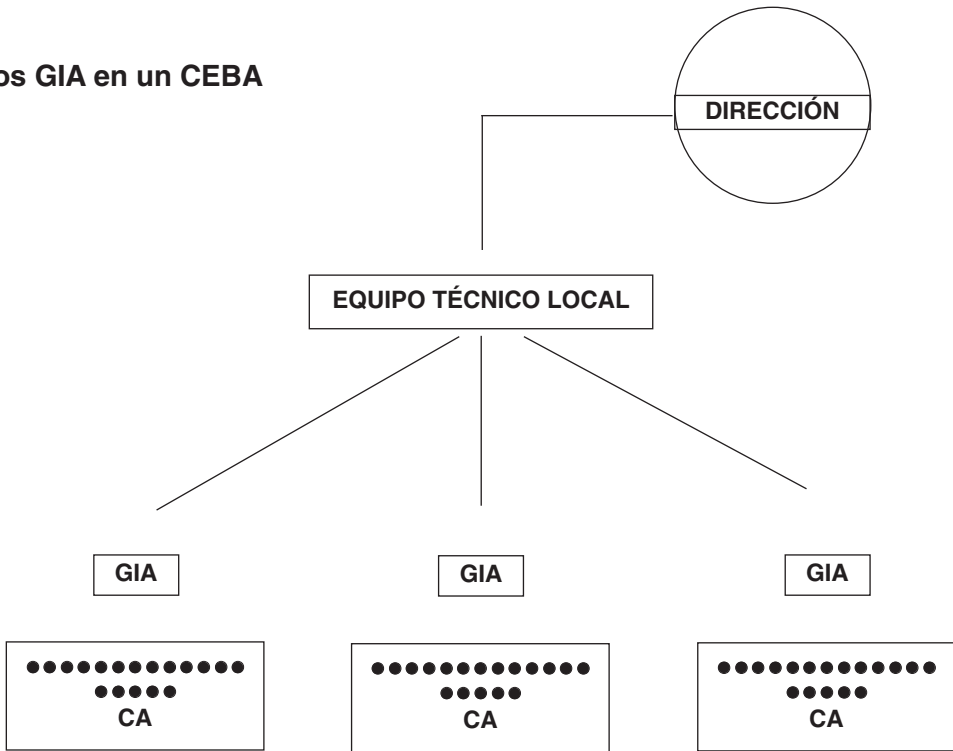 os GIA en un CEBA
DIRECCIÓN
EQUIPO TÉCNICO LOCAL
GIA
GIA
GIA
CA
CA
CA